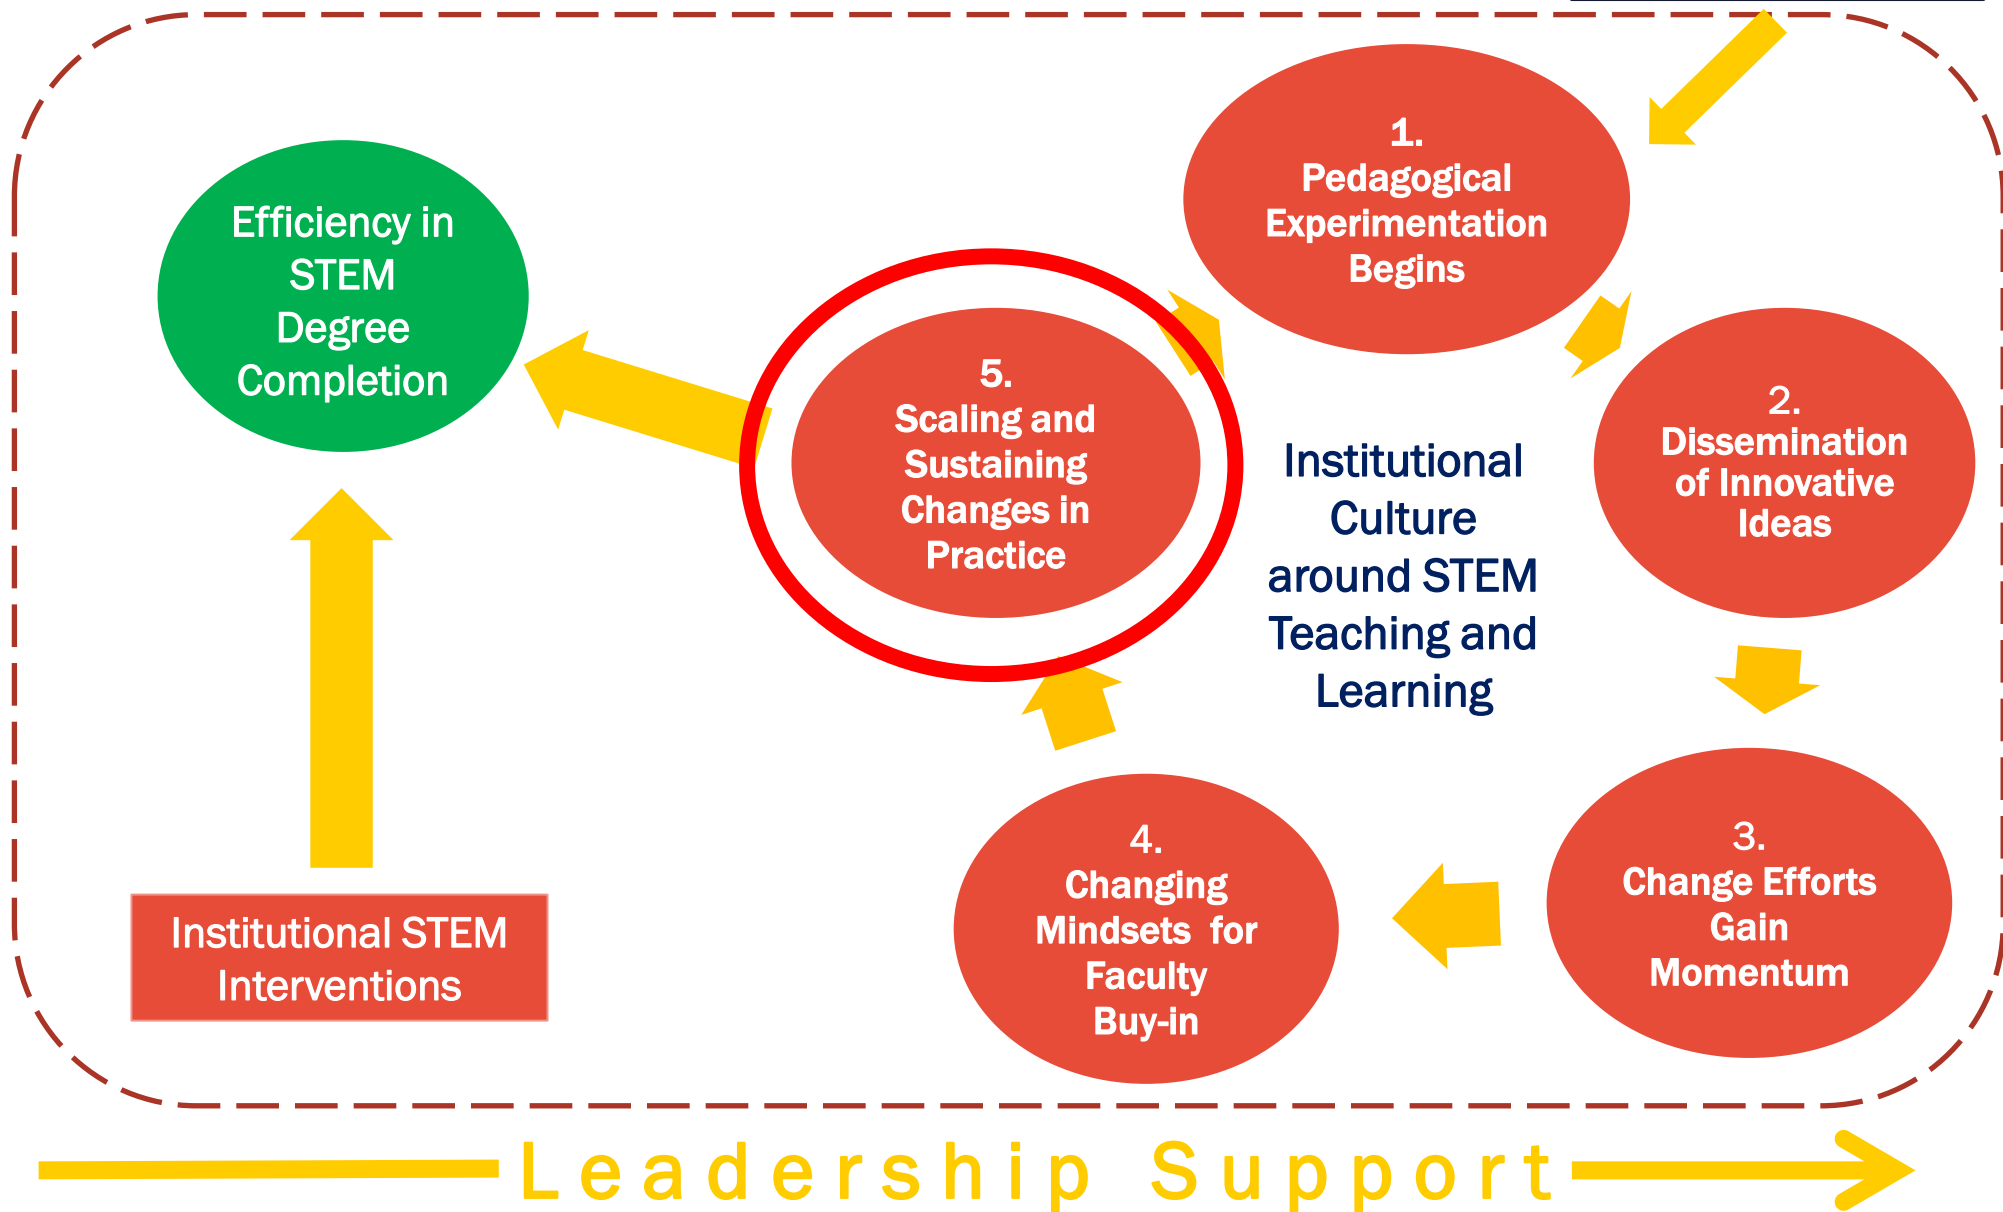 1.
Pedagogical
Experimentation
Begins
Efficiency in
STEM
Degree
Completion
5.
Scaling and
Sustaining
Changes in
Practice
2.
Dissemination
of Innovative
Ideas
Institutional
Culture
around STEM
Teaching and
Learning
3.
Change Efforts
Gain
Momentum
4.
Changing
Mindsets for
Faculty
Buy-in
Institutional STEM
Interventions
Leadership Support